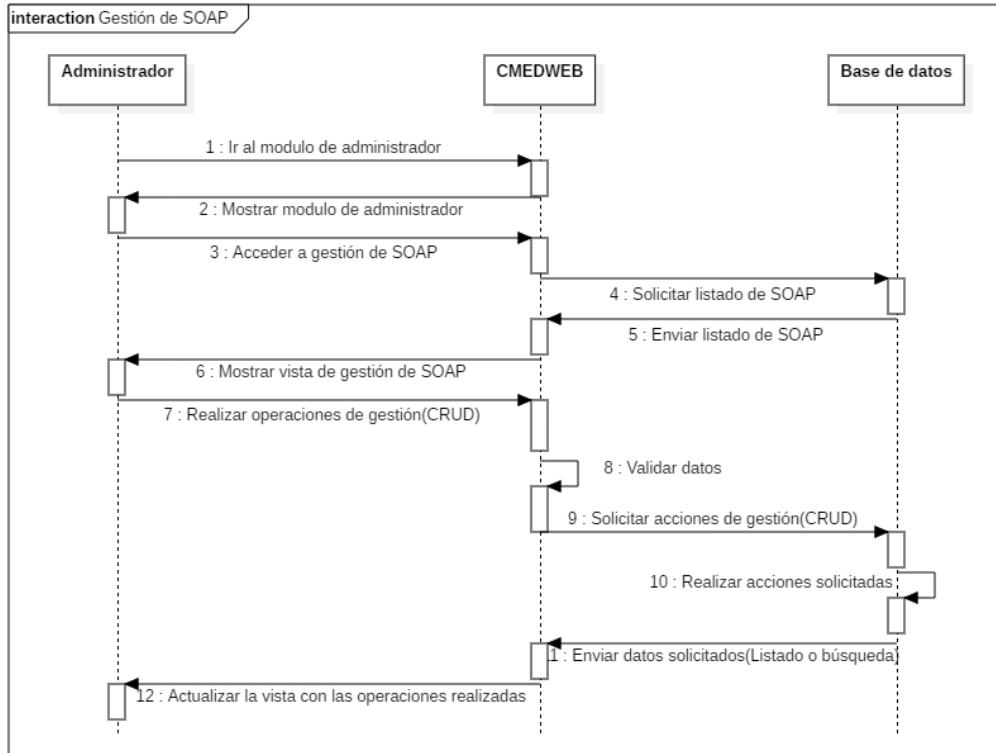 interaction Gestión de SOAP
Administrador
CMEDWEB
Base de datos
1 : Ir al modulo de administrador
2 : Mostrar modulo de administrador
3 : Acceder a gestión de SOAP
4 : Solicitar listado de SOAP
5 : Enviar listado de SOAP
6 : Mostrar vista de gestión de SOAP
7 : Realizar operaciones de gestión(CRUD)
8 : Validar datos
9 : Solicitar acciones de gestión(CRUD)
10 : Realizar acciones solicitadas
11 : Enviar datos solicitados(Listado o búsqueda)
12 : Actualizar la vista con las operaciones realizadas